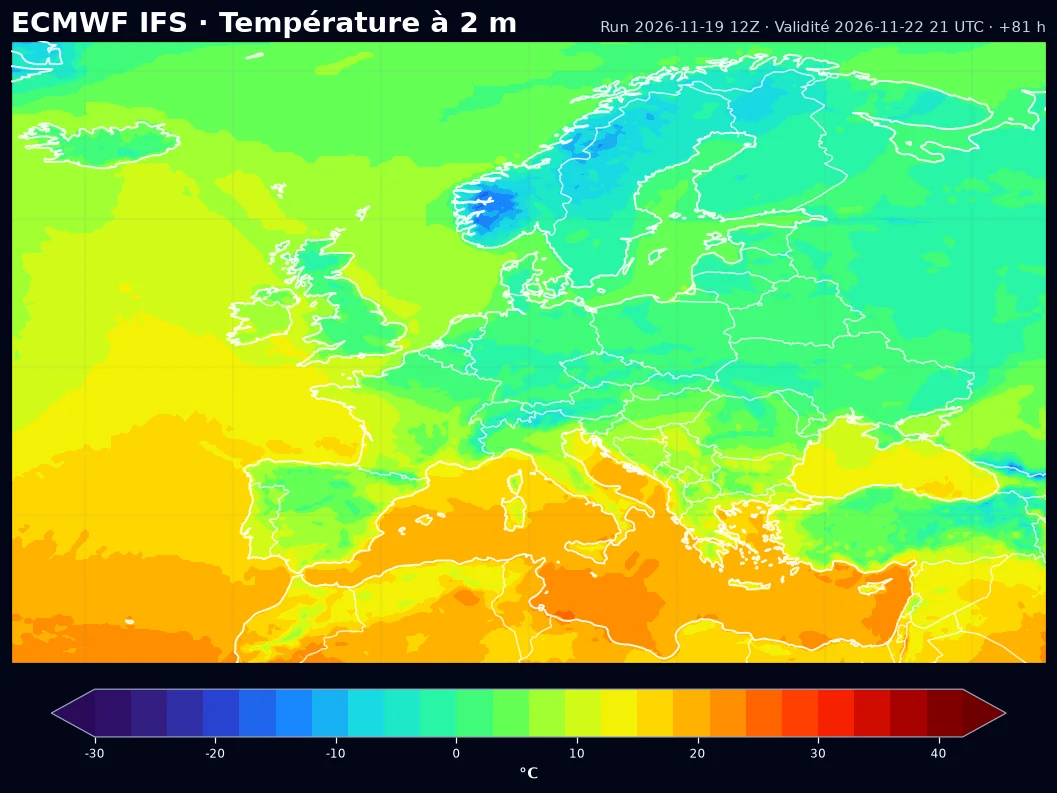 ECMWF IFS · Température à 2 m
Run 2026-11-19 12Z · Validité 2026-11-22 21 UTC · +81 h
-30 -20 -10 0 10 20 30 40
°C